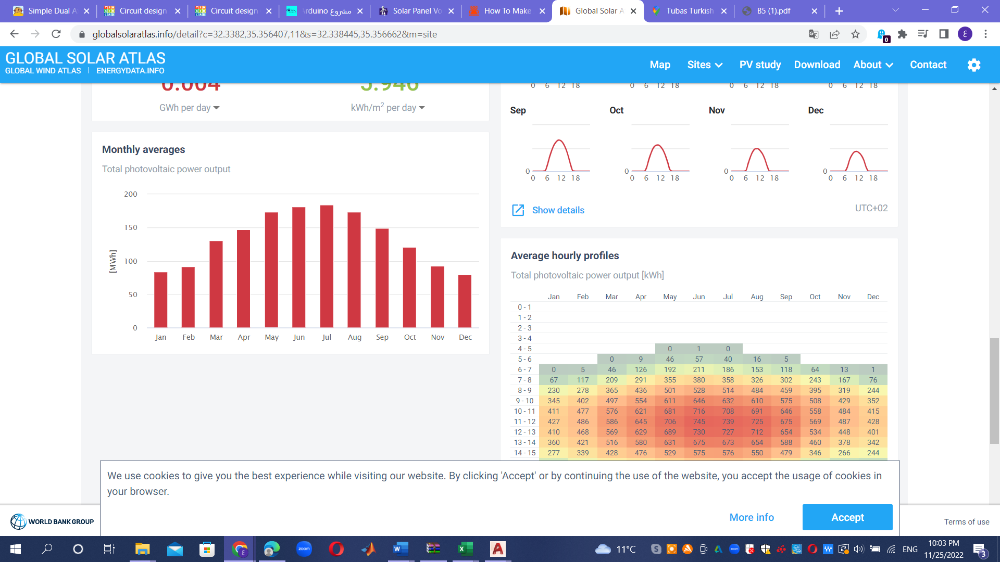 Simple Dual A
Circuit design
Circuit design
مشروع Arduino
Solar Panel Vo
How To Make
Global Solar A
Tubas Turkish
B5 (1).pdf
globalsolaratlas.info/detail?c=32.3382,35.356407,11&s=32.338445,35.356662&m=site
0
ع
GLOBAL SOLAR ATLAS
GLOBAL WIND ATLAS | ENERGYDATA.INFO
Map Sites PV study Download About Contact
0.004 5.946
GWh per day kWh/m² per day
0 6 12 18 0 6 12 18 0 6 12 18 0 6 12 18
Sep Oct Nov Dec
0 0 0 0
0 6 12 18 0 6 12 18 0 6 12 18 0 6 12 18
Show details UTC+02
Monthly averages
Total photovoltaic power output
200
150
100
50
0
[MWh]
Jan Feb Mar Apr May Jun Jul Aug Sep Oct Nov Dec
Average hourly profiles
Total photovoltaic power output [kWh]
Jan Feb Mar Apr May Jun Jul Aug Sep Oct Nov Dec
0 - 1
1 - 2
2 - 3
3 - 4
4 - 5 0 1 0
5 - 6 0 9 46 57 40 16 5
6 - 7 0 5 46 126 192 211 186 153 118 64 13 1
7 - 8 67 117 209 291 355 380 358 326 302 243 167 76
8 - 9 230 278 365 436 501 528 514 484 459 395 319 244
9 - 10 345 402 497 554 611 646 632 610 575 508 429 352
10 - 11 411 477 576 621 681 716 708 691 646 558 484 415
11 - 12 427 486 586 645 706 745 739 725 675 569 487 428
12 - 13 410 468 569 629 689 730 727 712 654 534 448 401
13 - 14 360 421 516 580 631 675 673 654 588 460 378 342
14 - 15 277 339 428 476 529 575 576 550 479 346 266 244
We use cookies to give you the best experience while visiting our website. By clicking 'Accept' or by continuing the use of the website, you accept the usage of cookies in
your browser.
More info Accept
WORLD BANK GROUP
Terms of use
11°C
ENG
10:03 PM
11/25/2022
3